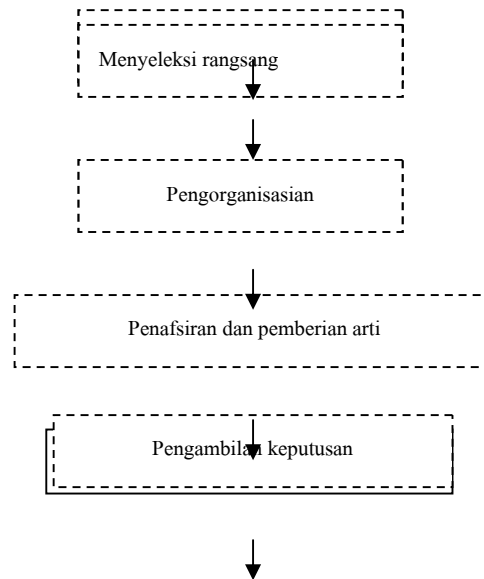 Menyeleksi rangsang
Pengorganisasian
Penafsiran dan pemberian arti
Pengambilan keputusan